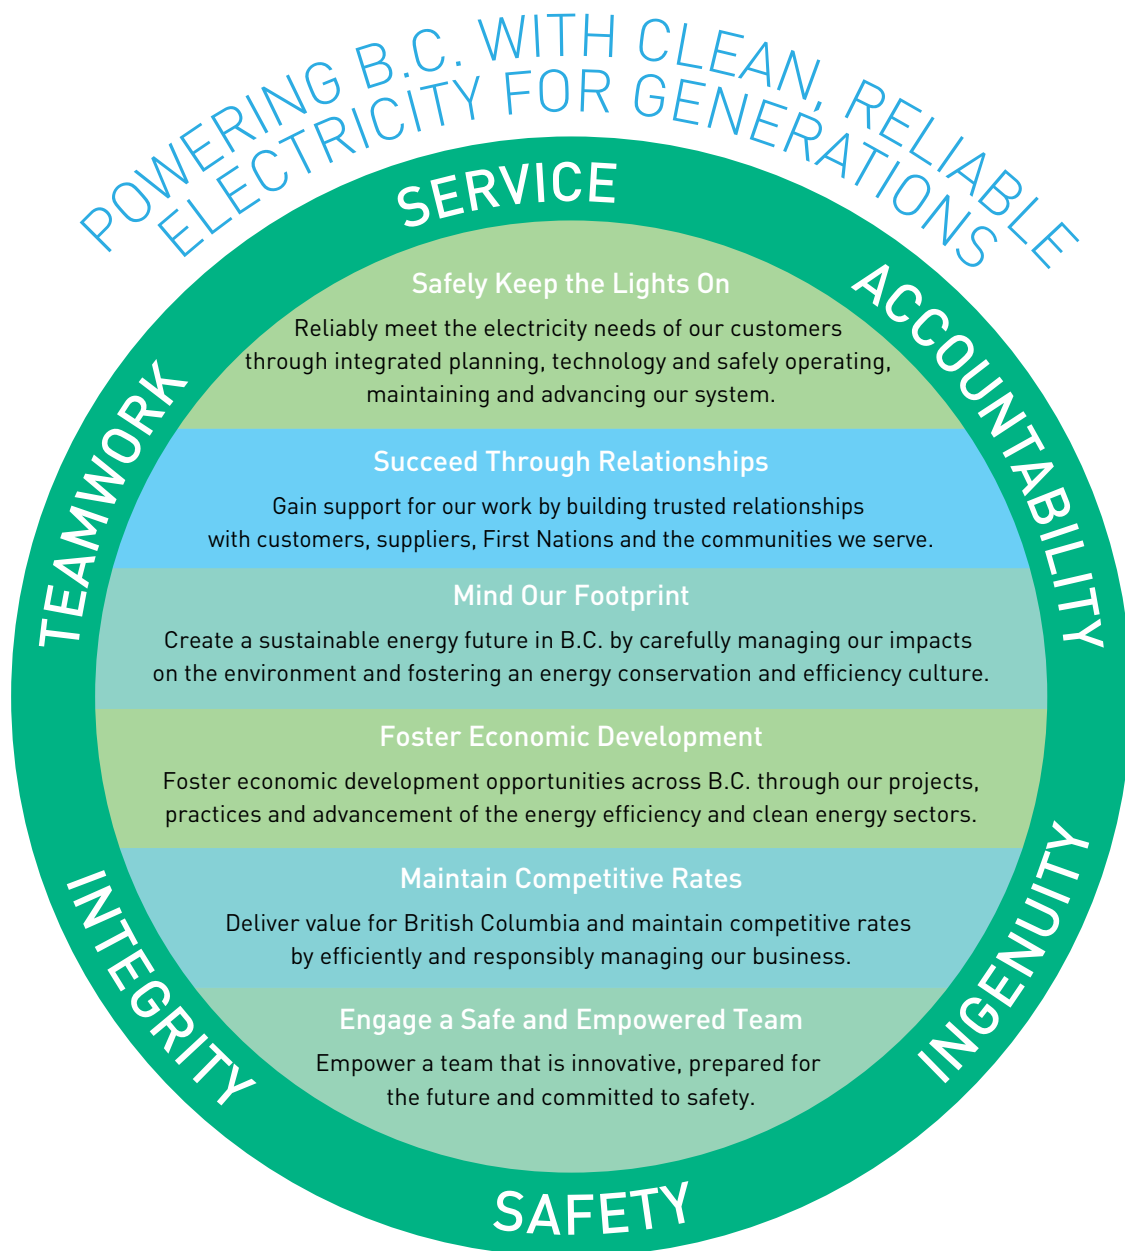 POWERING B.C. WITH CLEAN, RELIABLE
ELECTRICITY FOR GENERATIONS
SERVICE
ACCOUNTABILITY
TEAMWORK
Safely Keep the Lights On
Reliably meet the electricity needs of our customers
through integrated planning, technology and safely operating,
maintaining and advancing our system.
Succeed Through Relationships
Gain support for our work by building trusted relationships
with customers, suppliers, First Nations and the communities we serve.
Mind Our Footprint
Create a sustainable energy future in B.C. by carefully managing our impacts
on the environment and fostering an energy conservation and efficiency culture.
Foster Economic Development
Foster economic development opportunities across B.C. through our projects,
practices and advancement of the energy efficiency and clean energy sectors.
Maintain Competitive Rates
Deliver value for British Columbia and maintain competitive rates
by efficiently and responsibly managing our business.
Engage a Safe and Empowered Team
Empower a team that is innovative, prepared for
the future and committed to safety.
INTEGRITY
INGENUITY
SAFETY